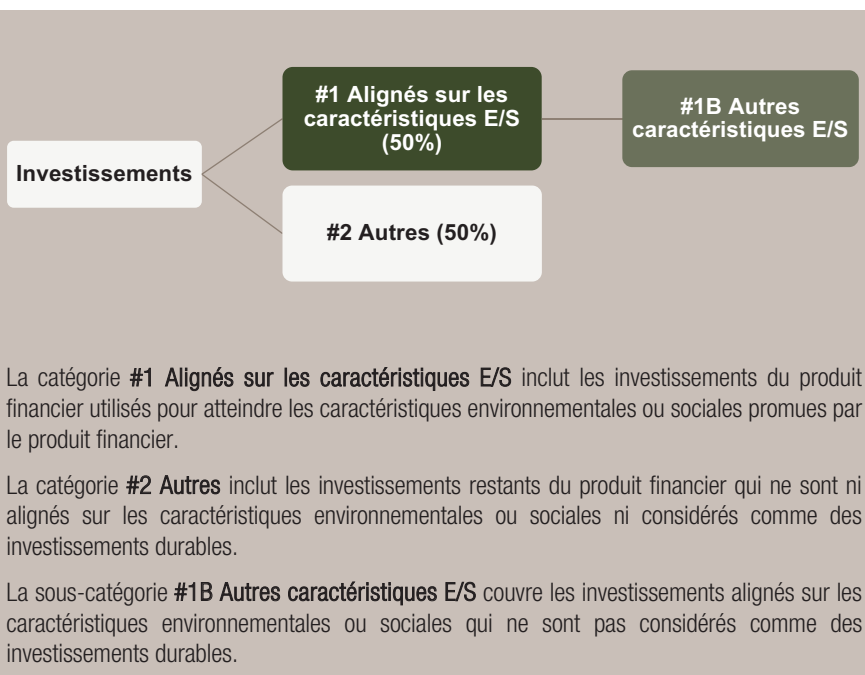 #1 Alignés sur les
caractéristiques E/S
(50%)
#1B Autres
caractéristiques E/S
Investissements
#2 Autres (50%)
La catégorie #1 Alignés sur les caractéristiques E/S inclut les investissements du produit
financier utilisés pour atteindre les caractéristiques environnementales ou sociales promues par
le produit financier.
La catégorie #2 Autres inclut les investissements restants du produit financier qui ne sont ni
alignés sur les caractéristiques environnementales ou sociales ni considérés comme des
investissements durables.
La sous-catégorie #1B Autres caractéristiques E/S couvre les investissements alignés sur les
caractéristiques environnementales ou sociales qui ne sont pas considérés comme des
investissements durables.